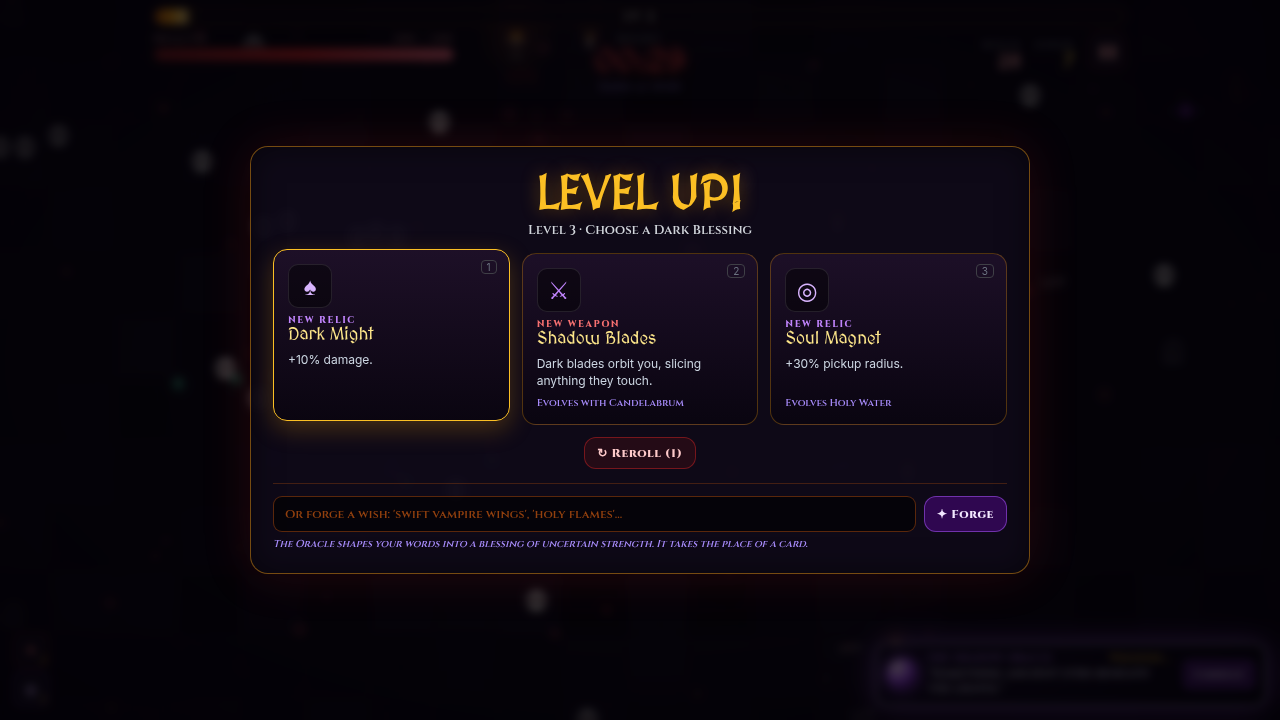 LEVEL UP!
Level 3 · Choose a Dark Blessing
1
NEW RELIC
Dark Might
+10% damage.
2
NEW WEAPON
Shadow Blades
Dark blades orbit you, slicing
anything they touch.
Evolves with Candelabrum
3
NEW RELIC
Soul Magnet
+30% pickup radius.
Evolves Holy Water
↻ Reroll (1)
Or forge a wish: 'swift vampire wings', 'holy flames'...
✦ Forge
The Oracle shapes your words into a blessing of uncertain strength. It takes the place of a card.